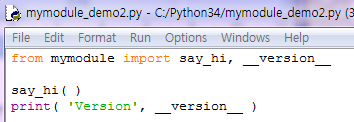 mymodule_demo2.py - C:/Python34/mymodule_demo2.py (3
File Edit Format Run Options Windows Help
from mymodule import say_hi, __version__
say_hi( )
print( 'Version', __version__ )